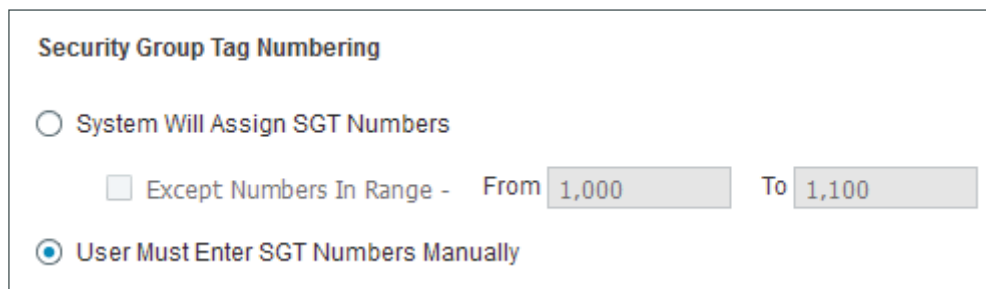 Security Group Tag Numbering
System Will Assign SGT Numbers
Except Numbers In Range - From 1,000 To 1,100
User Must Enter SGT Numbers Manually